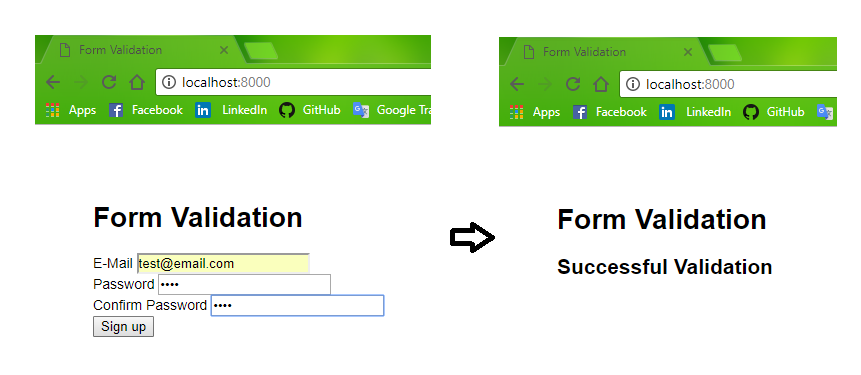 Form Validation
localhost:8000
Apps Facebook LinkedIn GitHub Google Tra
Form Validation
E-Mail test@email.com
Password ••••
Confirm Password ••••
Sign up
Form Validation
localhost:8000
Apps Facebook LinkedIn GitHub
Form Validation
Successful Validation